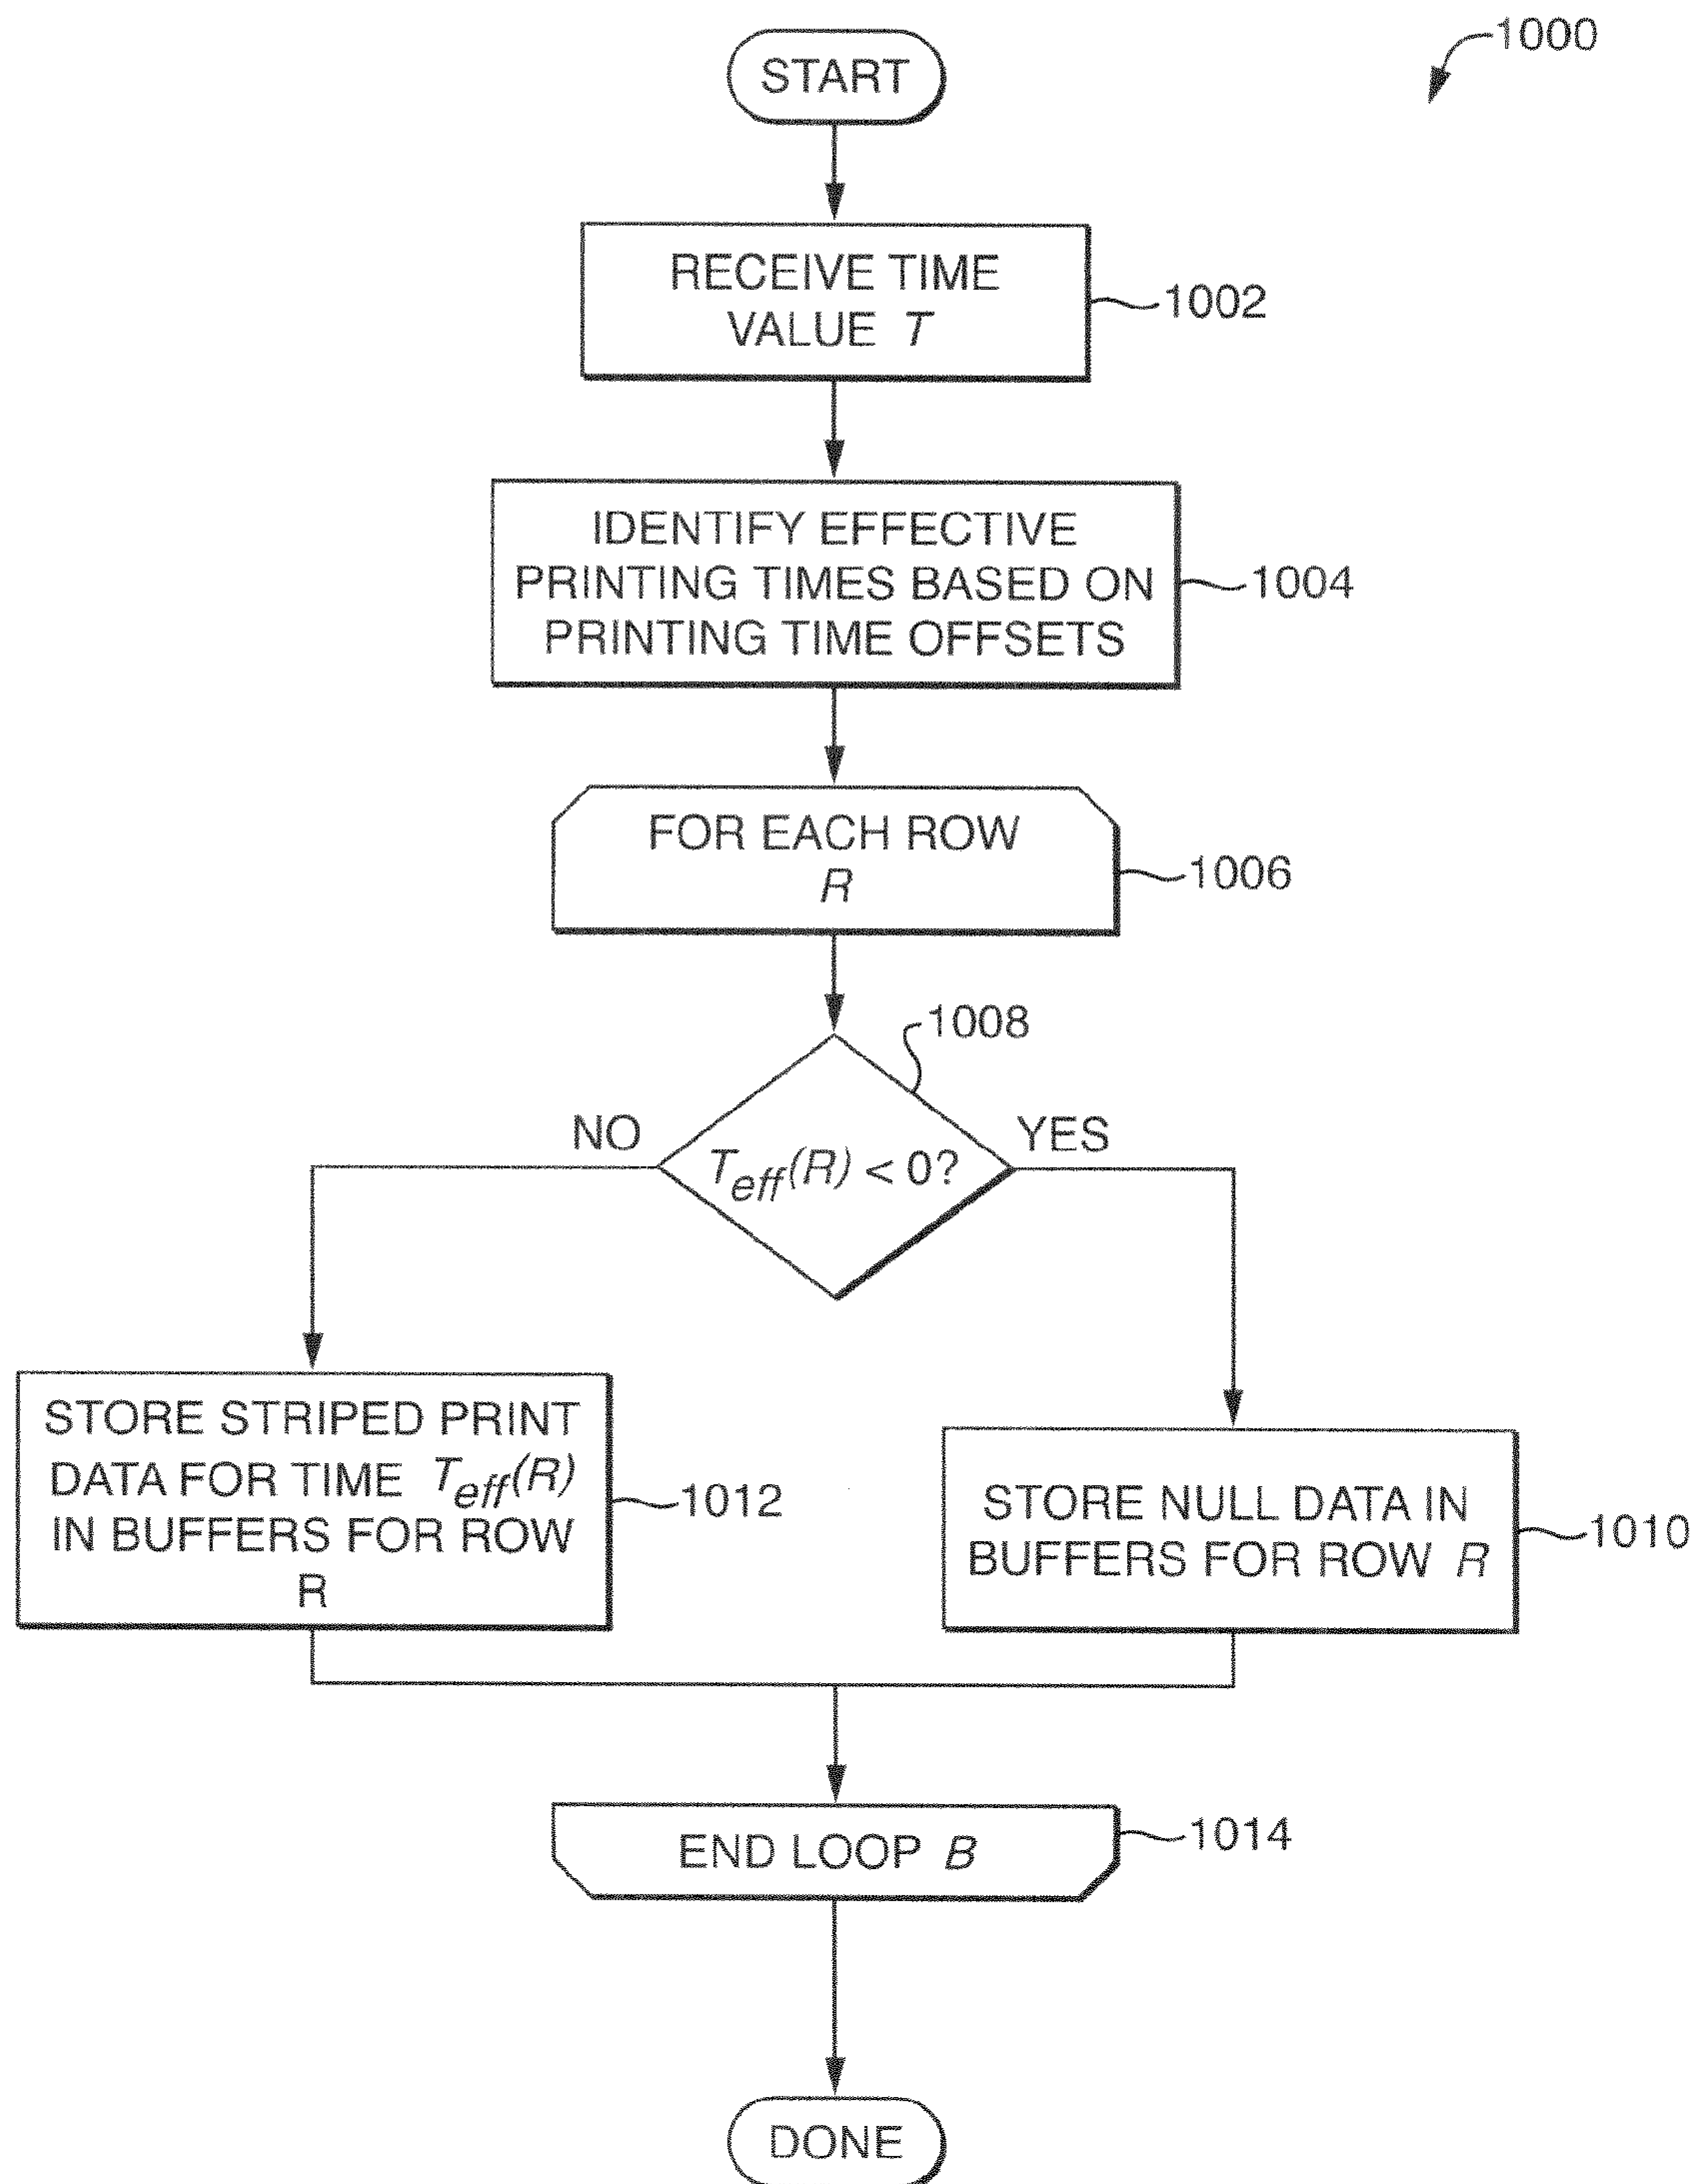 1000
START
RECEIVE TIME
VALUE T
1002
IDENTIFY EFFECTIVE
PRINTING TIMES BASED ON
PRINTING TIME OFFSETS
1004
FOR EACH ROW
R
1006
1008
NO
YES
Teff(R) < 0?
STORE STRIPED PRINT
DATA FOR TIME Teff(R)
IN BUFFERS FOR ROW
R
1012
STORE NULL DATA IN
BUFFERS FOR ROW R
1010
END LOOP B
1014
DONE